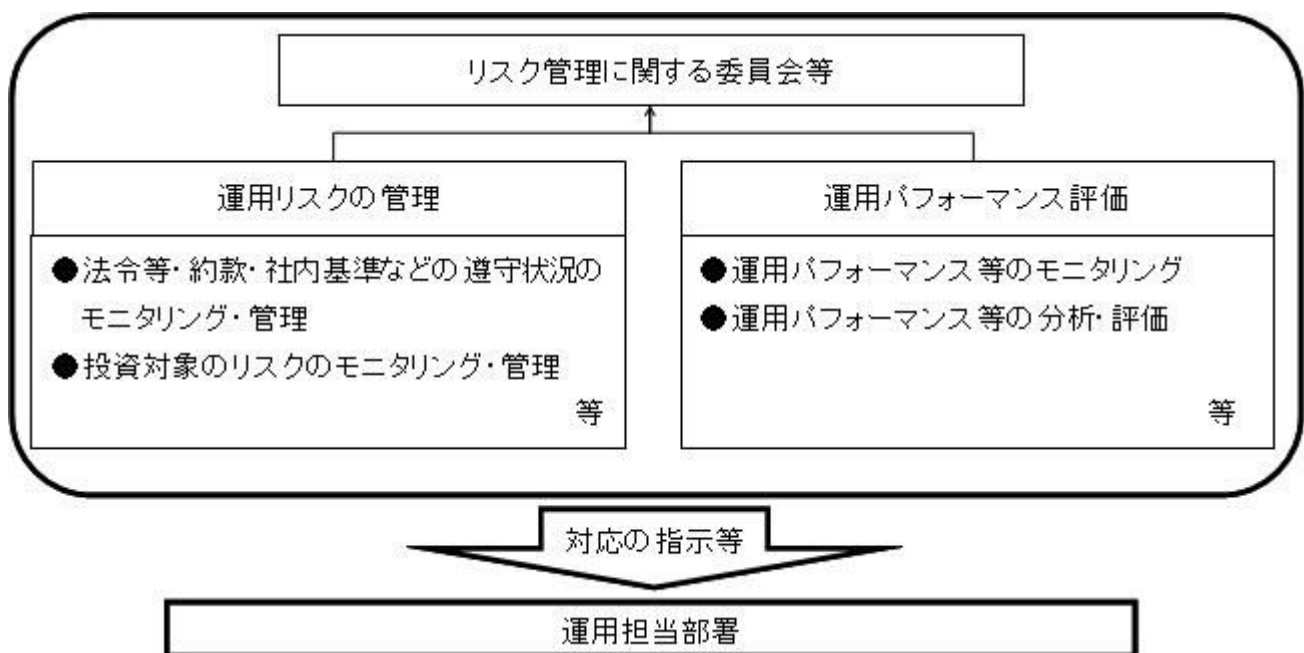 リスク管理に関する委員会等
運用リスクの管理
●法令等・約款・社内基準などの遵守状況の
モニタリング・管理
●投資対象のリスクのモニタリング・管理
等
運用パフォーマンス評価
●運用パフォーマンス等のモニタリング
●運用パフォーマンス等の分析・評価
等
対応の指示等
運用担当部署